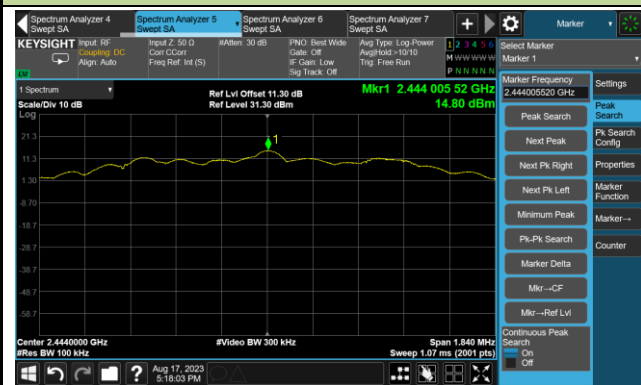 Spectrum Analyzer 4
Swept SA
Spectrum Analyzer 5
Swept SA
Spectrum Analyzer 6
Swept SA
Spectrum Analyzer 7
Swept SA
+
Marker
KEYSIGHT
Input: RF
Coupling: DC
Align: Auto
Input Z: 50 Ω
Corr CCorr
Freq Ref: Int (S)
#Atten: 30 dB
PNO: Best Wide
Gate: Off
IF Gain: Low
Sig Track: Off
Avg Type: Log-Power
Avg|Hold:>10/10
Trig: Free Run
1 2 3 4 5 6
M W W W W W
P N N N N N
LXI
Select Marker
Marker 1
1 Spectrum
Scale/Div 10 dB
Log
Ref Lvl Offset 11.30 dB
Ref Level 31.30 dBm
Mkr1 2.444 005 52 GHz
14.80 dBm
1
21.3
11.3
1.30
-8.70
-18.7
-28.7
-38.7
-48.7
-58.7
Center 2.4440000 GHz
#Res BW 100 kHz
#Video BW 300 kHz
Span 1.840 MHz
Sweep 1.07 ms (2001 pts)
Marker Frequency
2.444005520 GHz
Peak Search
Next Peak
Next Pk Right
Next Pk Left
Minimum Peak
Pk-Pk Search
Marker Delta
Mkr→CF
Mkr→Ref Lvl
Continuous Peak
Search
On
Off
Settings
Peak
Search
Pk Search
Config
Properties
Marker
Function
Marker→
Counter
?
Aug 17, 2023
5:18:03 PM